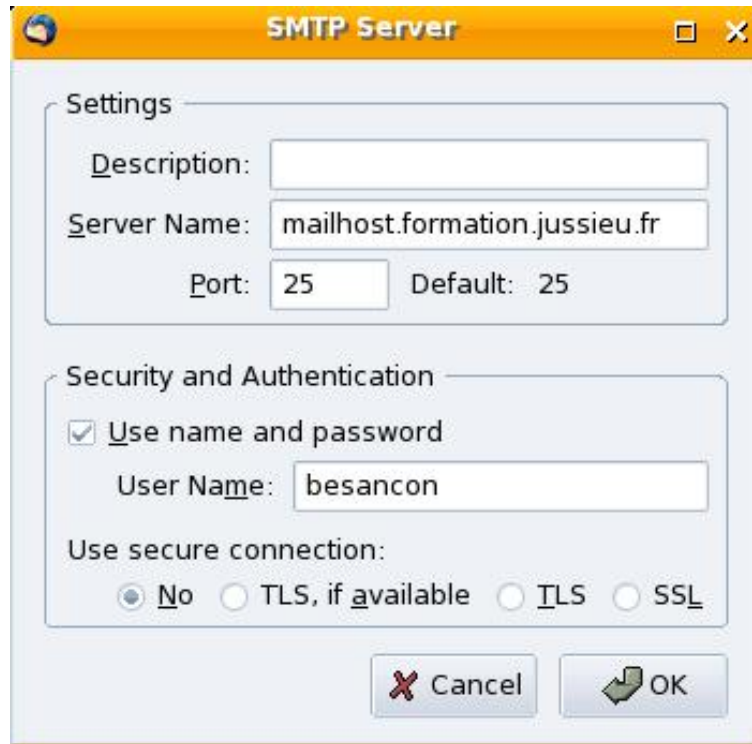 SMTP Server
Settings
Description:
Server Name: mailhost.formation.jussieu.fr
Port: 25 Default: 25
Security and Authentication
Use name and password
User Name: besancon
Use secure connection:
No TLS, if available TLS SSL
Cancel OK